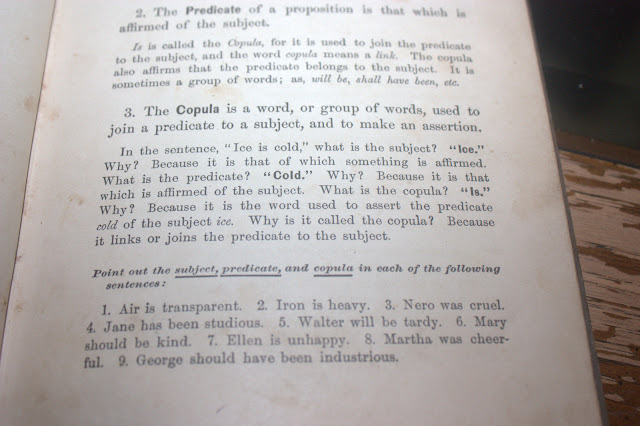 2. The Predicate of a proposition is that which is
affirmed of the subject.
Is is called the Copula, for it is used to join the predicate
to the subject, and the word copula means a link. The copula
also affirms that the predicate belongs to the subject. It is
sometimes a group of words; as, will be, shall have been, etc.
3. The Copula is a word, or group of words, used to
join a predicate to a subject, and to make an assertion.
In the sentence, "Ice is cold," what is the subject? "Ice."
Why? Because it is that of which something is affirmed.
What is the predicate? "Cold." Why? Because it is that
which is affirmed of the subject. What is the copula? "Is."
Why? Because it is the word used to assert the predicate
cold of the subject ice. Why is it called the copula? Because
it links or joins the predicate to the subject.
Point out the subject, predicate, and copula in each of the following
sentences:
1. Air is transparent. 2. Iron is heavy. 3. Nero was cruel.
4. Jane has been studious. 5. Walter will be tardy. 6. Mary
should be kind. 7. Ellen is unhappy. 8. Martha was cheer-
ful. 9. George should have been industrious.